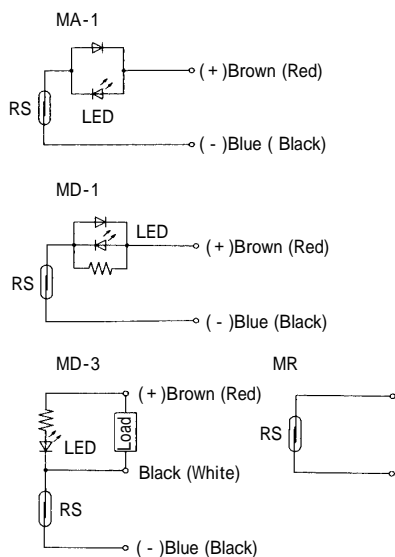 MA-1
(+)Brown (Red)
RS
LED
(-)Blue ( Black)
MD-1
LED
(+)Brown (Red)
RS
(-)Blue (Black)
MD-3
MR
(+)Brown (Red)
Load
LED
RS
Black (White)
RS
(-)Blue (Black)